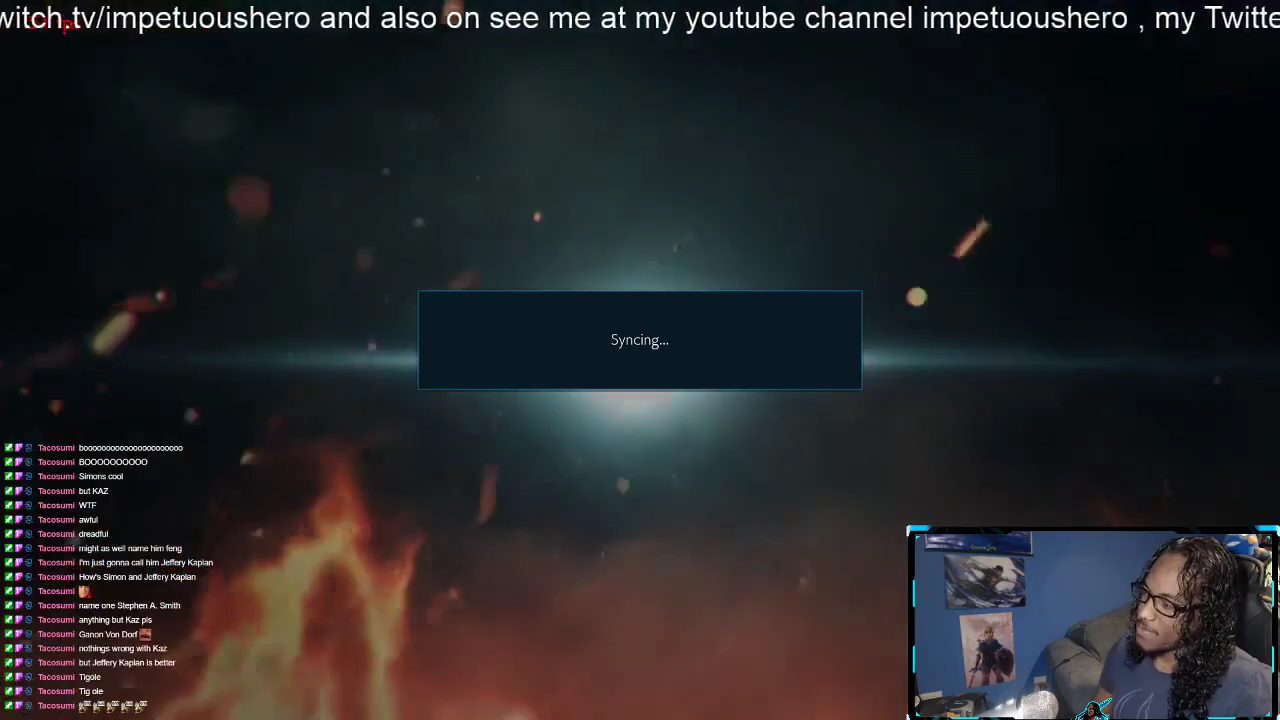 witch.tv/impetuoushero and also on see me at my youtube channel impetuoushero , my Twitte
Syncing...
Tacosumi booooooooooooooooooooo
Tacosumi BOOOOOOOOOO
Tacosumi Simons cool
Tacosumi but KAZ
Tacosumi WTF
Tacosumi awful
Tacosumi dreadful
Tacosumi might as well name him feng
Tacosumi I'm just gonna call him Jeffery Kaplan
Tacosumi How's Simon and Jeffery Kaplan
Tacosumi
Tacosumi name one Stephen A. Smith
Tacosumi anything but Kaz pls
Tacosumi Ganon Von Dorf
Tacosumi nothings wrong with Kaz
Tacosumi but Jeffery Kaplan is better
Tacosumi Tigole
Tacosumi Tig ole
Tacosumi